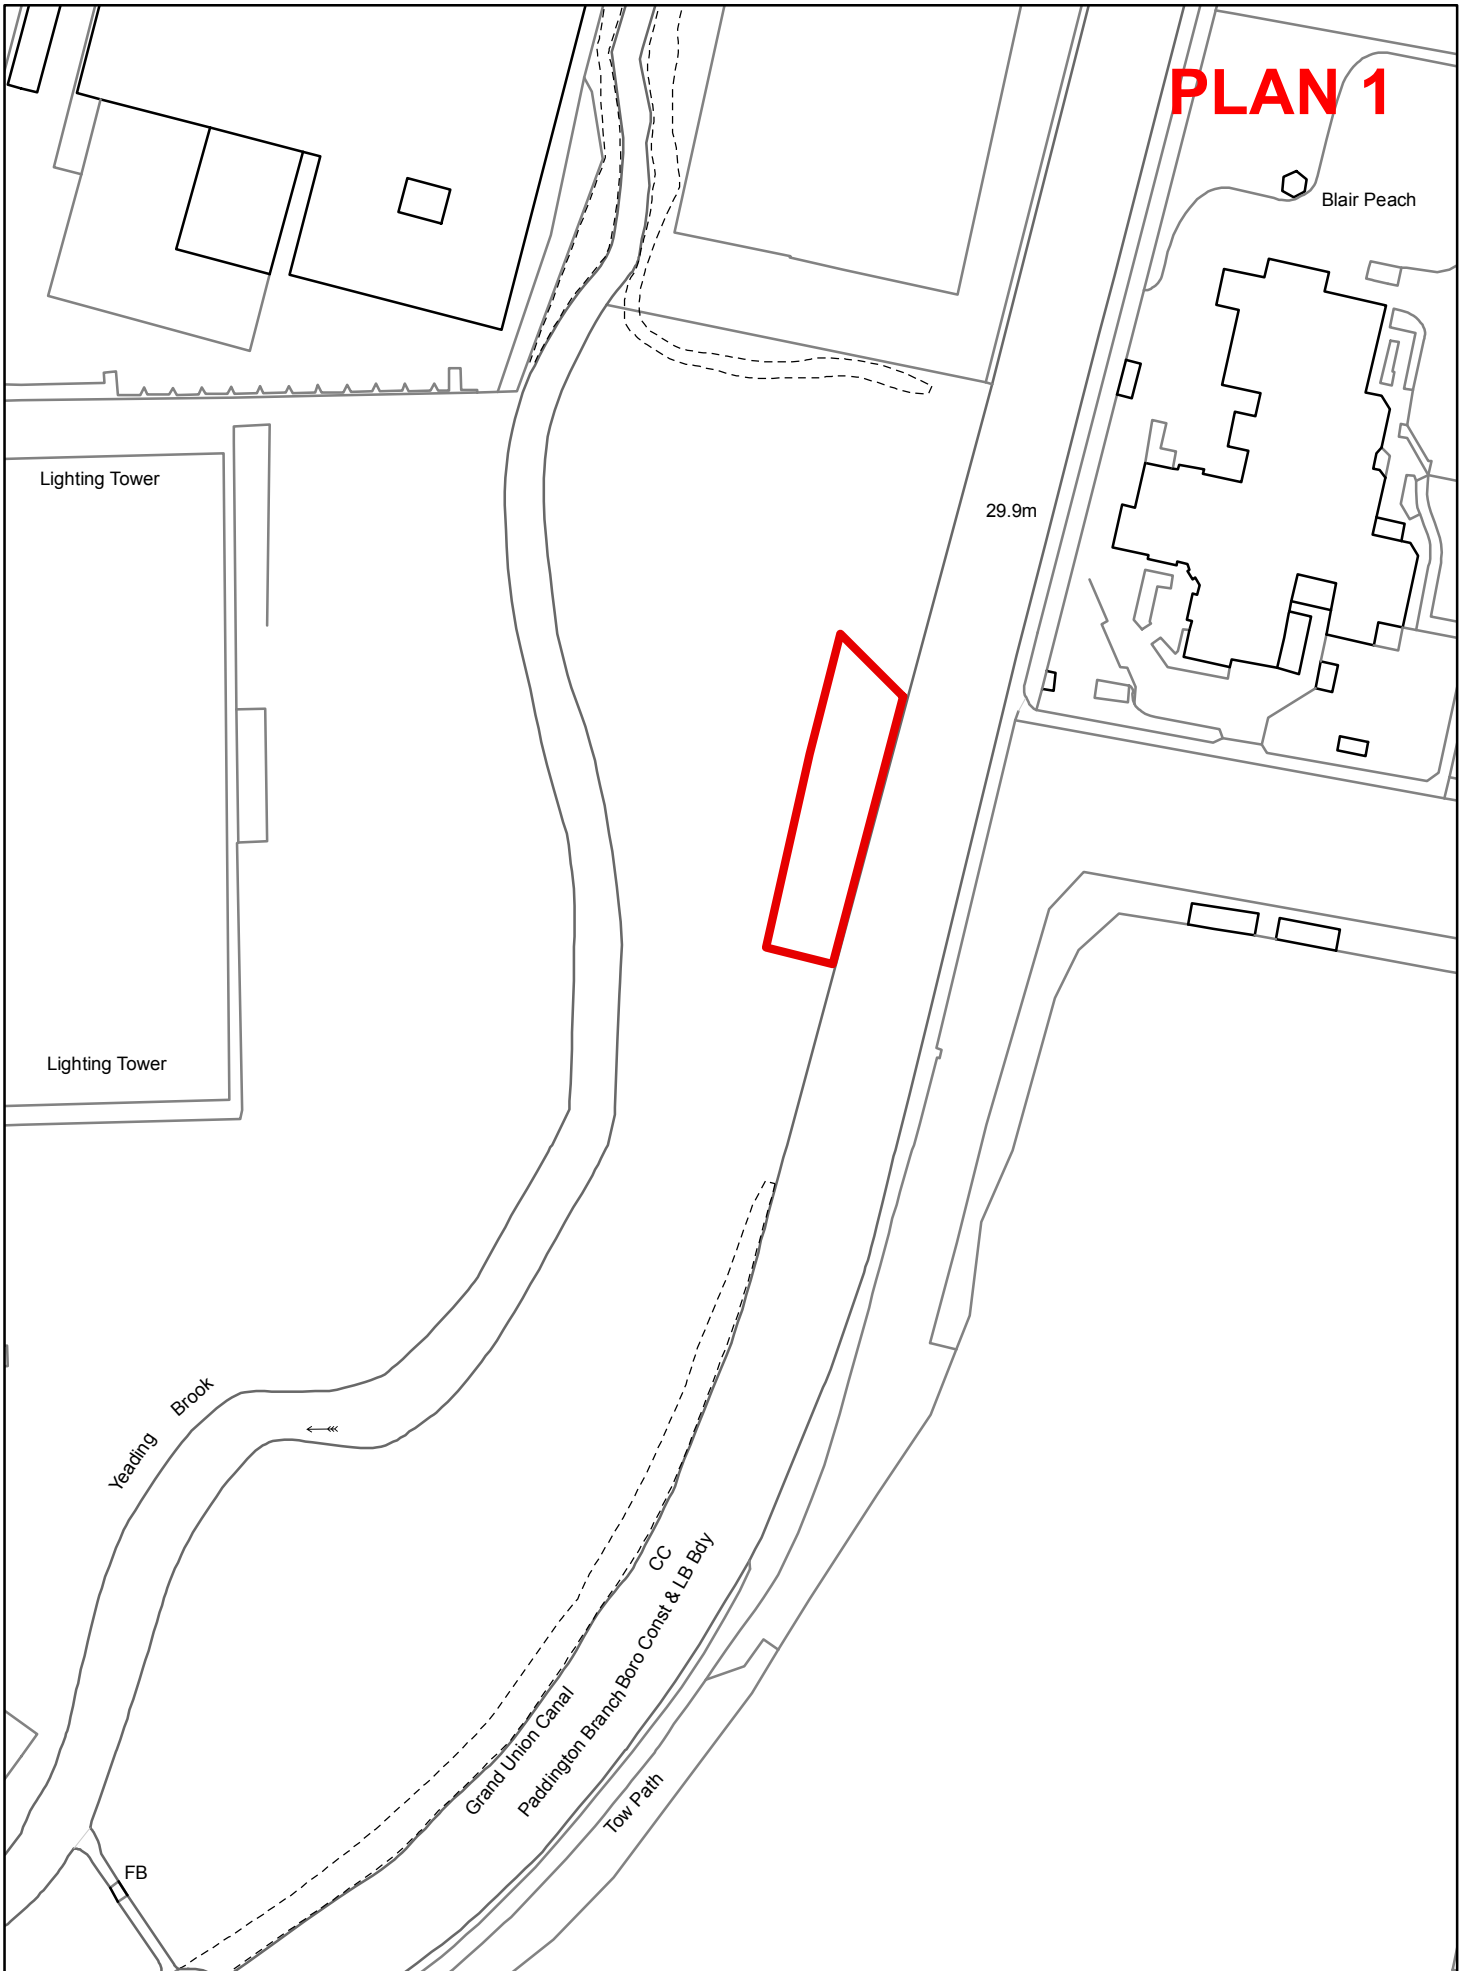 PLAN 1
Blair Peach
Lighting Tower
29.9m
Lighting Tower
Yeading Brook
CC
Boro Const & LB Bdy
Grand Union Canal
Paddington Branch
Tow Path
FB